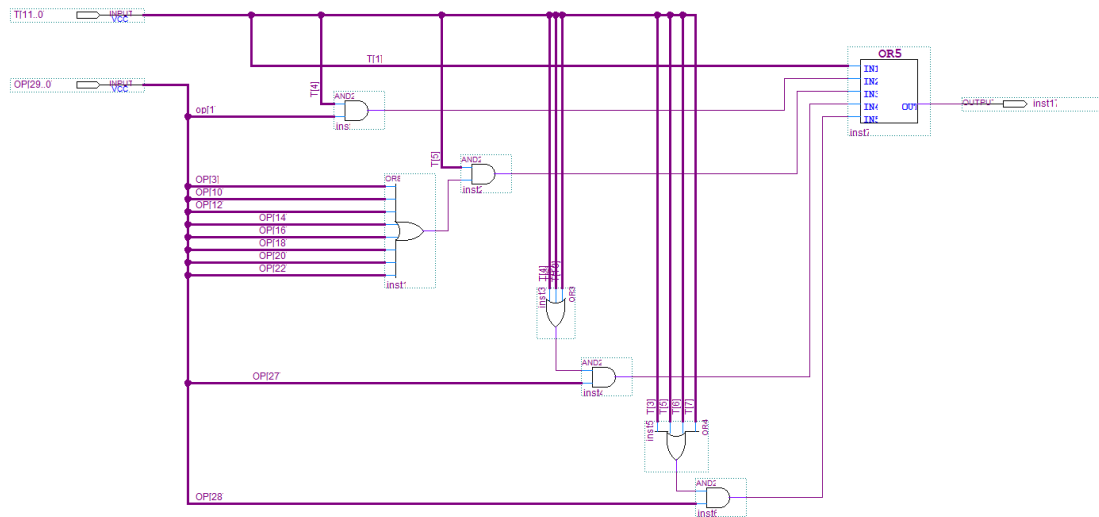 T[11..0] INPUT VCC
OR5
T[1]
IN1
IN2
IN3
IN4
IN5
OUT
inst7
OUTPUT inst17
OP[29..0] INPUT VCC
T[4]
AND2
op[1]
inst
T[5]
AND2
inst2
OR8
OP[3]
OP[10
OP[12
OP[14
OP[16
OP[18
OP[20
OP[22
inst1
T[4]
inst3
OR3
AND2
OP[27
inst4
T[3]
T[5]
T[6]
T[7]
inst5
OR4
AND2
OP[28
inst6